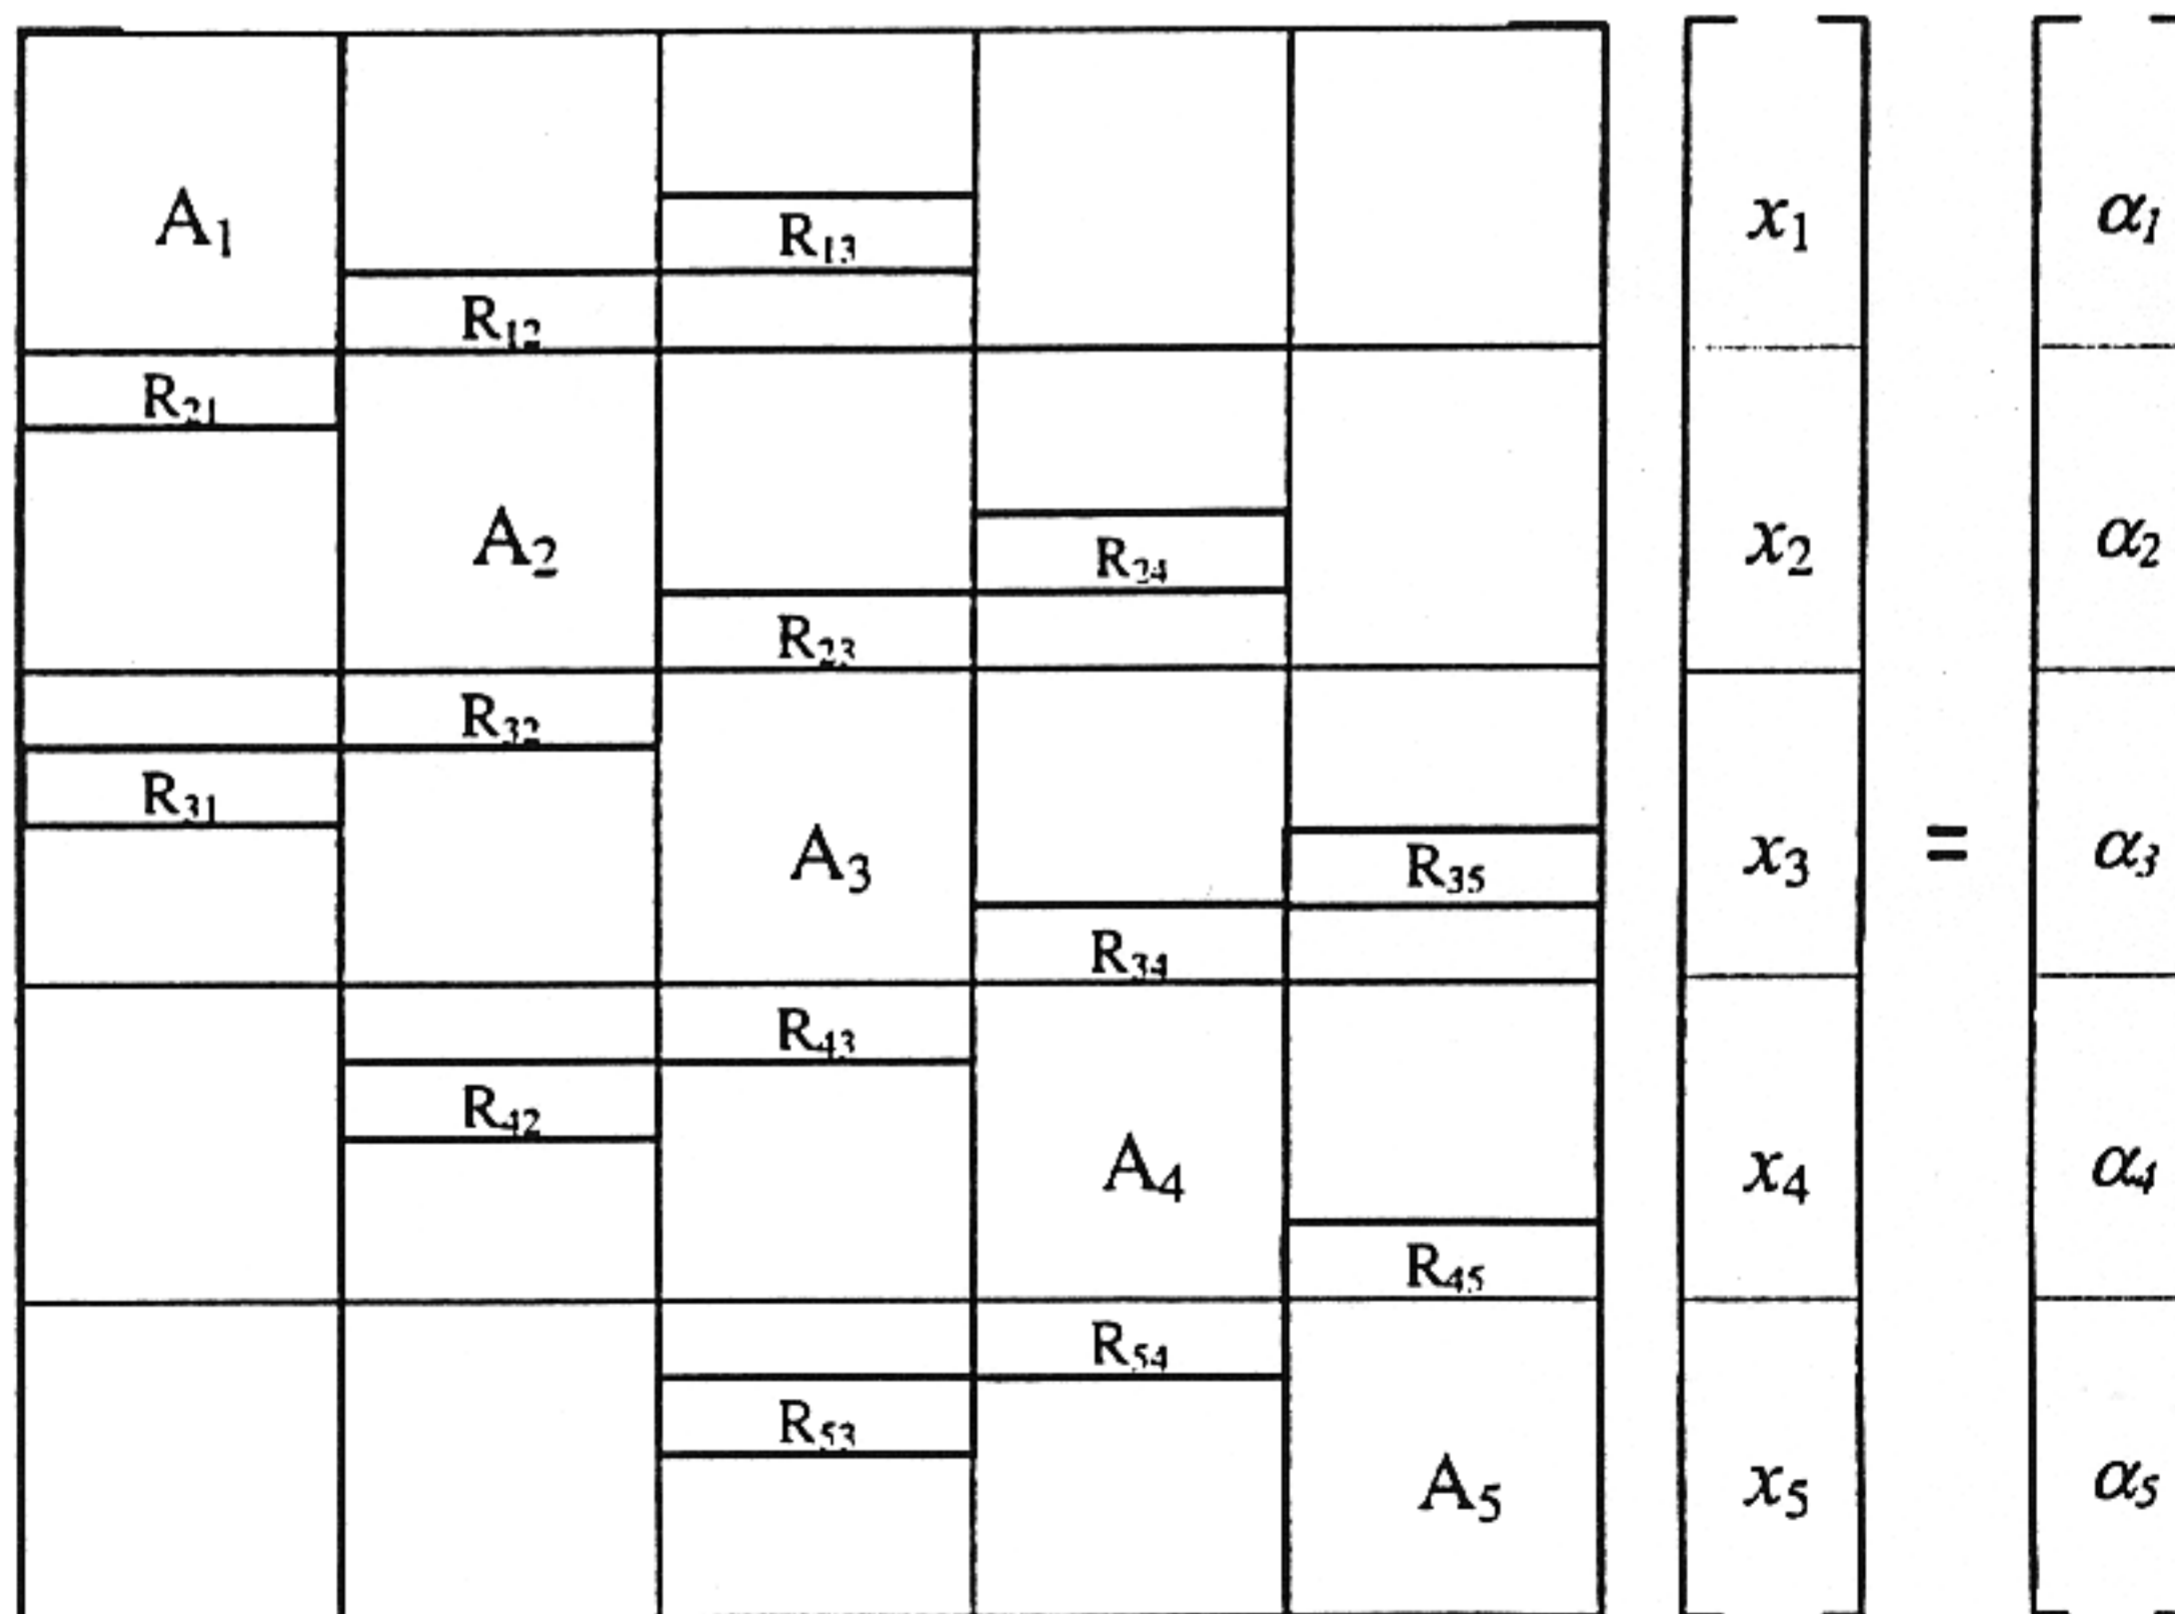 R₁₃
A₁ x₁ α₁
R₁₂
R₂₁
A₂ R₂₄ x₂ α₂
R₂₃
R₃₂
R₃₁
A₃ R₃₅ x₃ = α₃
R₃₄
R₄₃
R₄₂
A₄ x₄ α₄
R₄₅
R₅₄
R₅₃
A₅ x₅ α₅